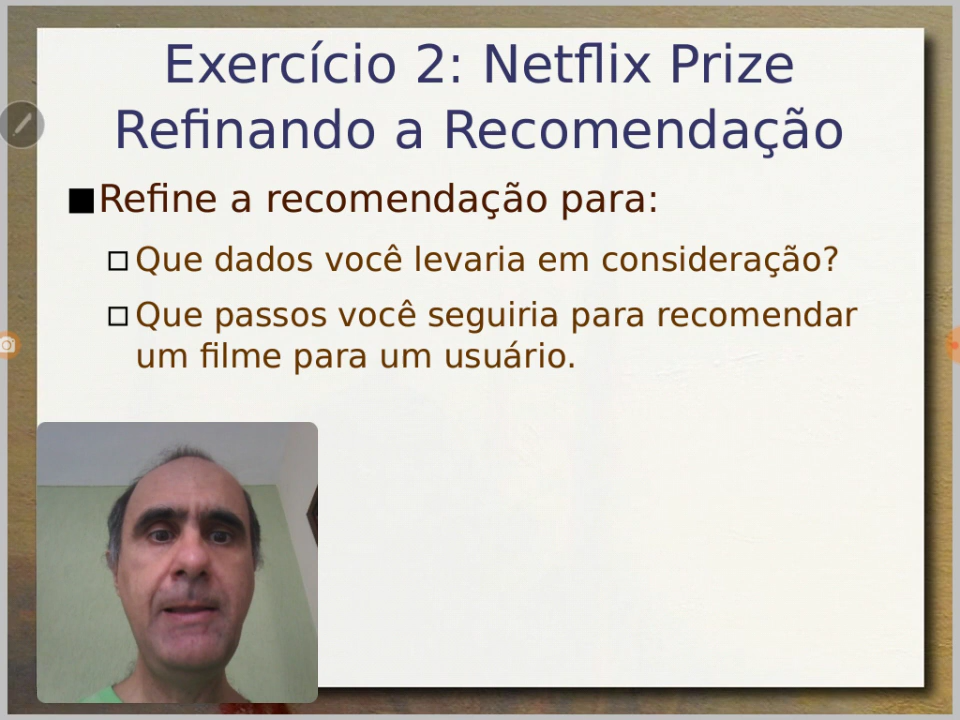 Exercício 2: Netflix Prize
Refinando a Recomendação
Refine a recomendação para:
Que dados você levaria em consideração?
Que passos você seguiria para recomendar
um filme para um usuário.